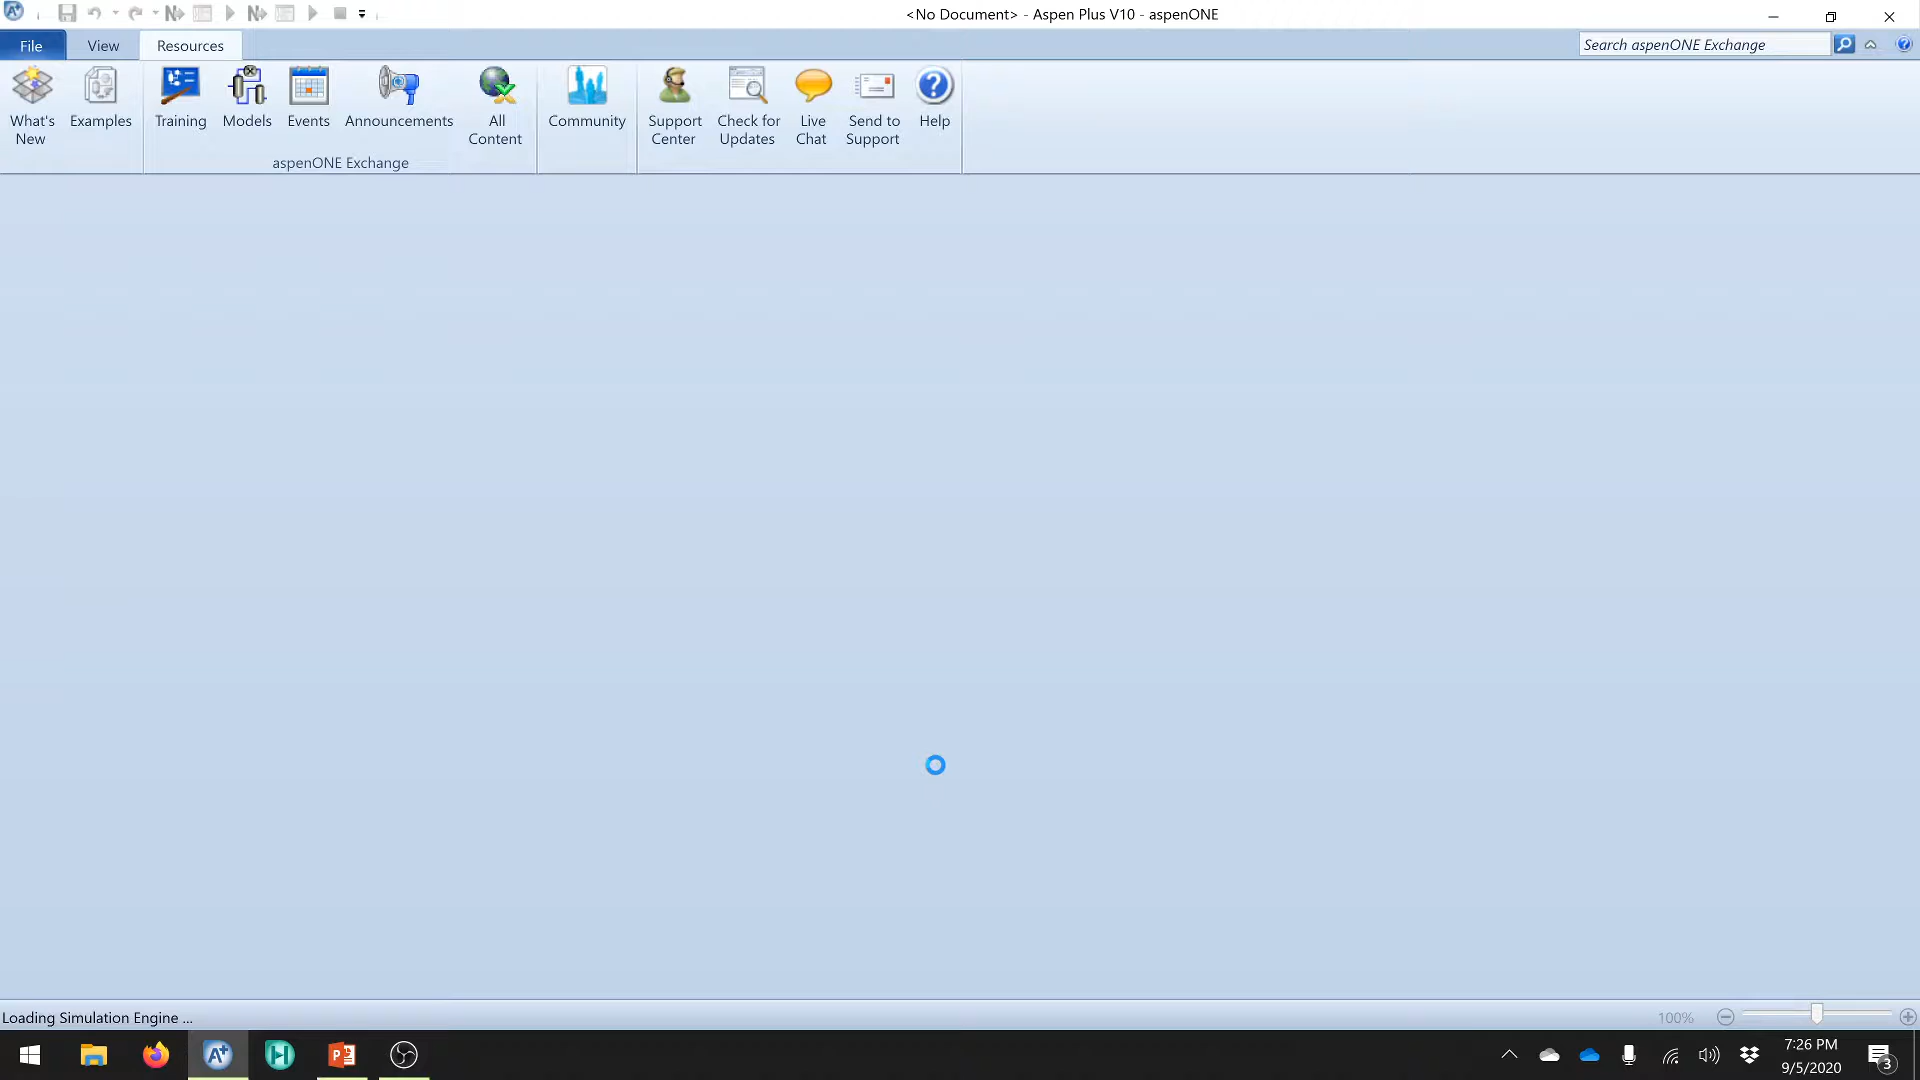 <No Document> - Aspen Plus V10 - aspenONE
File
View
Resources
Search aspenONE Exchange
What's
New
Examples
Training
Models
Events
Announcements
All
Content
aspenONE Exchange
Community
Support
Center
Check for
Updates
Live
Chat
Send to
Support
Help
Loading Simulation Engine ...
100%
7:26 PM
9/5/2020
3